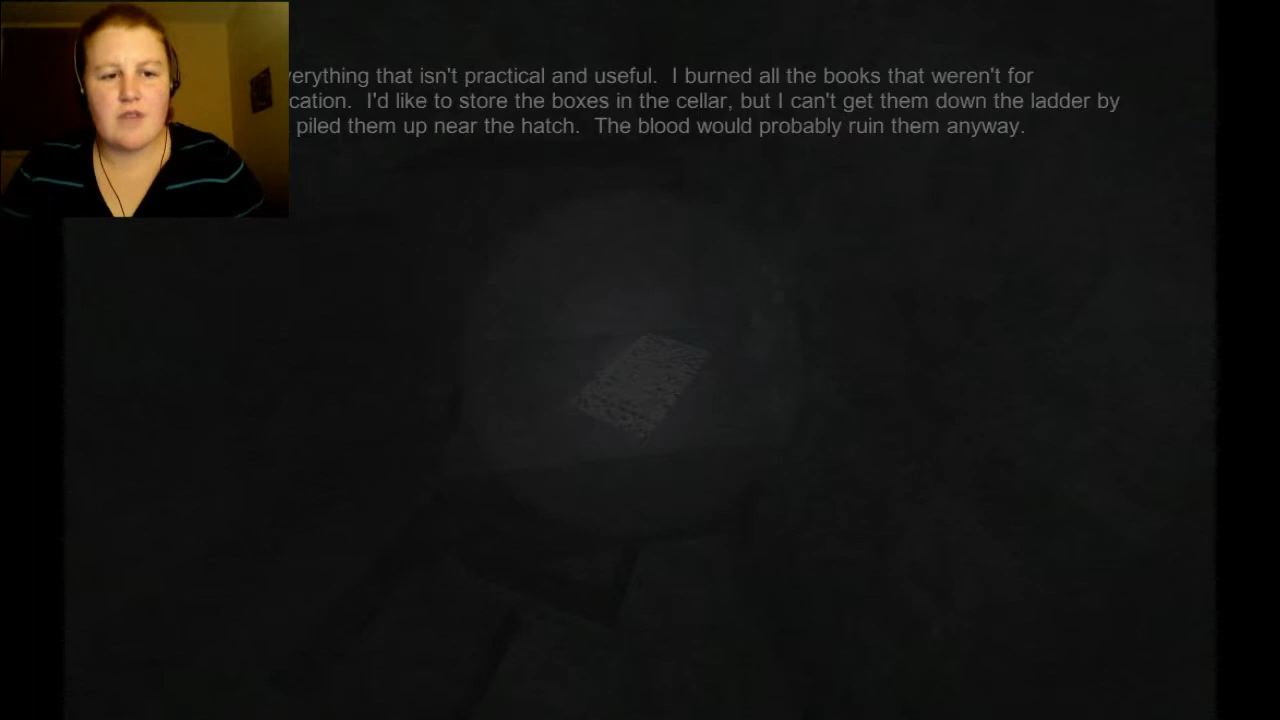 everything that isn't practical and useful. I burned all the books that weren't for
I'd like to store the boxes in the cellar, but I can't get them down the ladder by
piled them up near the hatch. The blood would probably ruin them anyway.